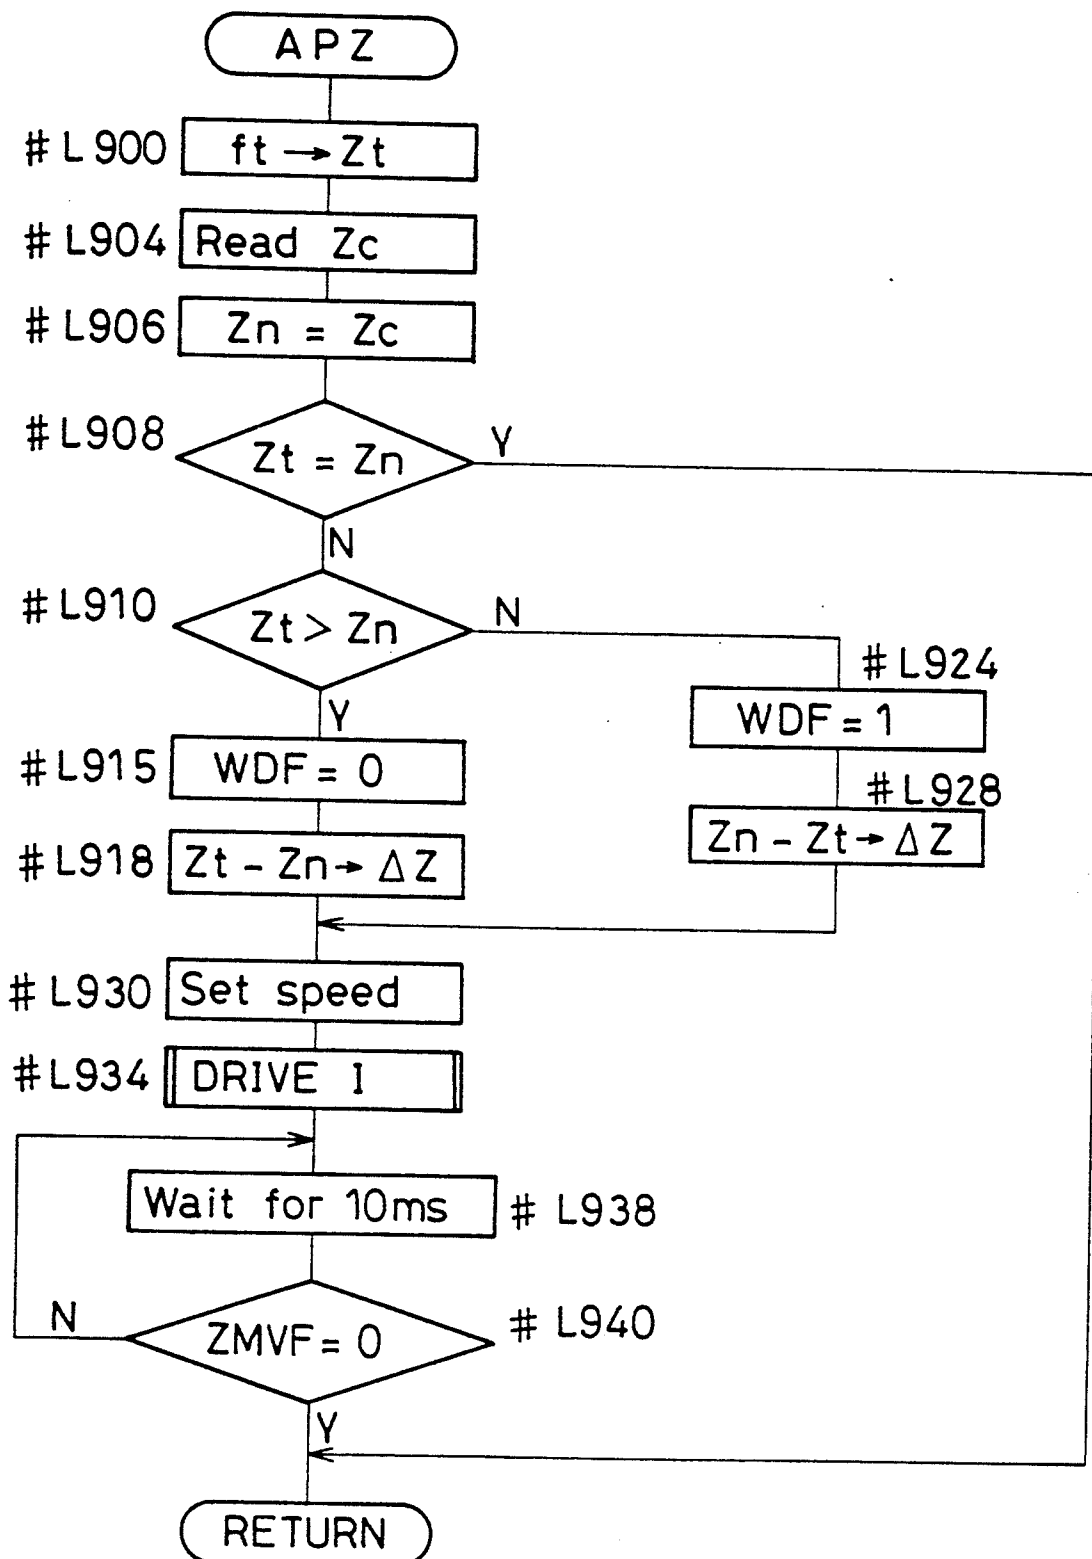 APZ
#L900 ft→Zt
#L904 Read Zc
#L906 Zn = Zc
#L908 Zt = Zn Y
N
#L910 Zt > Zn N
Y
#L924
WDF = 1
#L915 WDF = 0
#L928
Zn - Zt → ΔZ
#L918 Zt - Zn → ΔZ
#L930 Set speed
#L934 DRIVE I
Wait for 10ms #L938
N ZMVF = 0 #L940
Y
RETURN